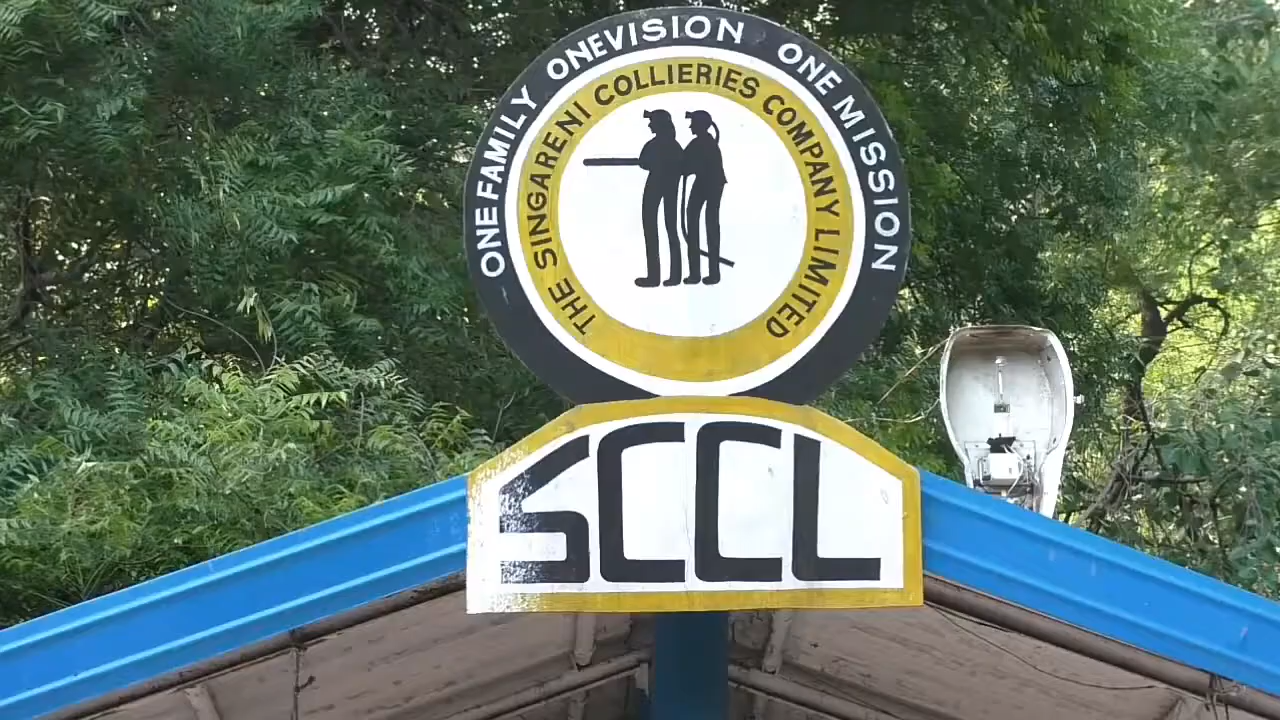 ONE FAMILY ONEVISION ONE MISSION
THE SINGARENI COLLIERIES COMPANY LIMITED
SCCL